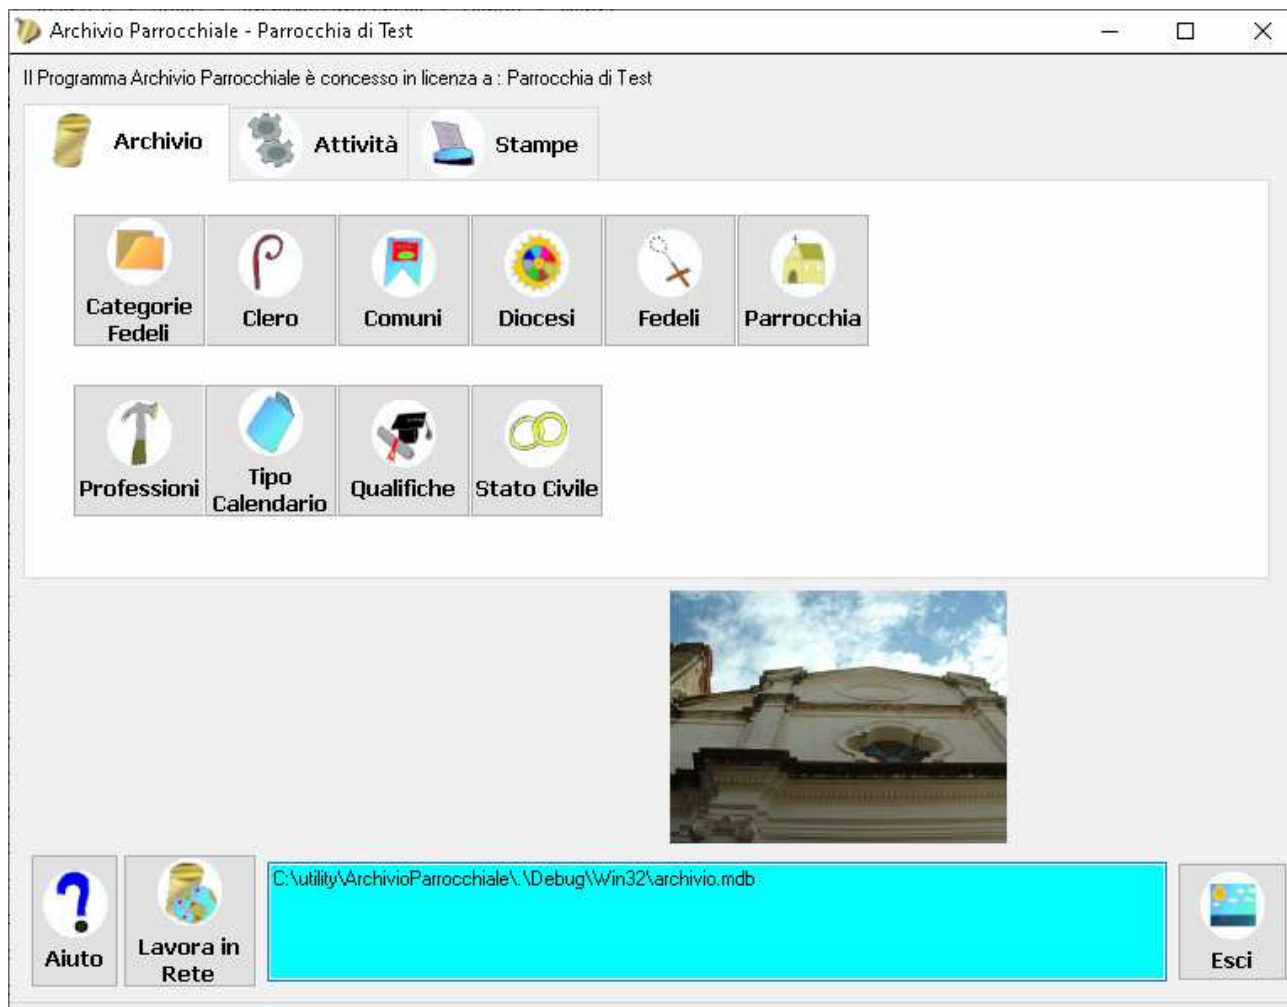 Archivio Parrocchiale - Parrocchia di Test
Il Programma Archivio Parrocchiale è concesso in licenza a : Parrocchia di Test
Archivio
Attività
Stampe
Categorie
Fedeli
Clero
Comuni
Diocesi
Fedeli
Parrocchia
Professioni
Tipo
Calendario
Qualifiche
Stato Civile
C:\utility\ArchivioParrocchiale\.\Debug\Win32\archivio.mdb
Aiuto
Lavora in
Rete
Esci